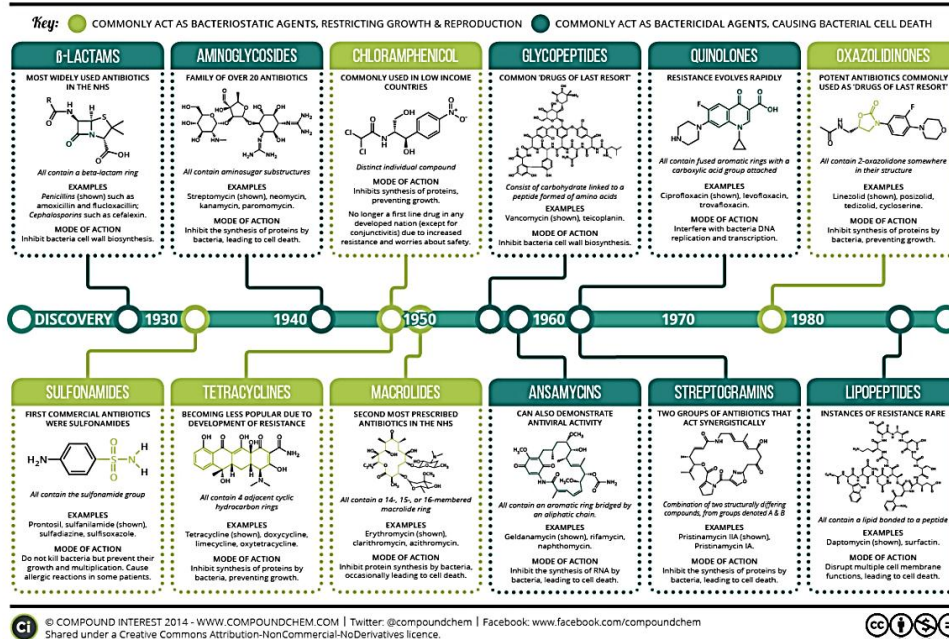 Key: COMMONLY ACT AS BACTERIOSTATIC AGENTS, RESTRICTING GROWTH & REPRODUCTION COMMONLY ACT AS BACTERICIDAL AGENTS, CAUSING BACTERIAL CELL DEATH
β-LACTAMS
MOST WIDELY USED ANTIBIOTICS
IN THE NHS
All contain a beta-lactam ring
EXAMPLES
Penicillins (shown) such as
amoxicillin and flucloxacillin;
Cephalosporins such as cefalexin.
MODE OF ACTION
Inhibit bacteria cell wall biosynthesis.
AMINOGLYCOSIDES
FAMILY OF OVER 20 ANTIBIOTICS
All contain aminosugar substructures
EXAMPLES
Streptomycin (shown), neomycin,
kanamycin, paromomycin.
MODE OF ACTION
Inhibit the synthesis of proteins by
bacteria, leading to cell death.
CHLORAMPHENICOL
COMMONLY USED IN LOW INCOME
COUNTRIES
Distinct individual compound
MODE OF ACTION
Inhibits synthesis of proteins,
preventing growth.
No longer a first line drug in any
developed nation (except for
conjunctivitis) due to increased
resistance and worries about safety.
GLYCOPEPTIDES
COMMON 'DRUGS OF LAST RESORT'
Consist of carbohydrate linked to a
peptide formed of amino acids
EXAMPLES
Vancomycin (shown), teicoplanin.
MODE OF ACTION
Inhibit bacteria cell wall biosynthesis.
QUINOLONES
RESISTANCE EVOLVES RAPIDLY
All contain fused aromatic rings with a
carboxylic acid group attached
EXAMPLES
Ciprofloxacin (shown), levofloxacin,
trovafloxacin.
MODE OF ACTION
Interfere with bacteria DNA
replication and transcription.
OXAZOLIDINONES
POTENT ANTIBIOTICS COMMONLY
USED AS 'DRUGS OF LAST RESORT'
All contain 2-oxazolidone somewhere
in their structure
EXAMPLES
Linezolid (shown), posizolid,
tedizolid, cycloserine.
MODE OF ACTION
Inhibit synthesis of proteins by
bacteria, preventing growth.
DISCOVERY 1930 1940 1950 1960 1970 1980
SULFONAMIDES
FIRST COMMERCIAL ANTIBIOTICS
WERE SULFONAMIDES
All contain the sulfonamide group
EXAMPLES
Prontosil, sulfanilamide (shown),
sulfadiazine, sulfisoxazole.
MODE OF ACTION
Do not kill bacteria but prevent their
growth and multiplication. Cause
allergic reactions in some patients.
TETRACYCLINES
BECOMING LESS POPULAR DUE TO
DEVELOPMENT OF RESISTANCE
All contain 4 adjacent cyclic
hydrocarbon rings
EXAMPLES
Tetracycline (shown), doxycycline,
limecycline, oxytetracycline.
MODE OF ACTION
Inhibit synthesis of proteins by
bacteria, preventing growth.
MACROLIDES
SECOND MOST PRESCRIBED
ANTIBIOTICS IN THE NHS
All contain a 14-, 15-, or 16-membered
macrolide ring
EXAMPLES
Erythromycin (shown),
clarithromycin, azithromycin.
MODE OF ACTION
Inhibit protein synthesis by bacteria,
occasionally leading to cell death.
ANSAMYCINS
CAN ALSO DEMONSTRATE
ANTIVIRAL ACTIVITY
All contain an aromatic ring bridged by
an aliphatic chain.
EXAMPLES
Geldanamycin (shown), rifamycin,
naphthomycin.
MODE OF ACTION
Inhibit the synthesis of RNA by
bacteria, leading to cell death.
STREPTOGRAMINS
TWO GROUPS OF ANTIBIOTICS THAT
ACT SYNERGISTICALLY
Combination of two structurally differing
compounds, from groups denoted A & B
EXAMPLES
Pristinamycin IIA (shown),
Pristinamycin IA.
MODE OF ACTION
Inhibit the synthesis of proteins by
bacteria, leading to cell death.
LIPOPEPTIDES
INSTANCES OF RESISTANCE RARE
All contain a lipid bonded to a peptide
EXAMPLES
Daptomycin (shown), surfactin.
MODE OF ACTION
Disrupt multiple cell membrane
functions, leading to cell death.
Ci © COMPOUND INTEREST 2014 - WWW.COMPOUNDCHEM.COM | Twitter: @compoundchem | Facebook: www.facebook.com/compoundchem
Shared under a Creative Commons Attribution-NonCommercial-NoDerivatives licence.